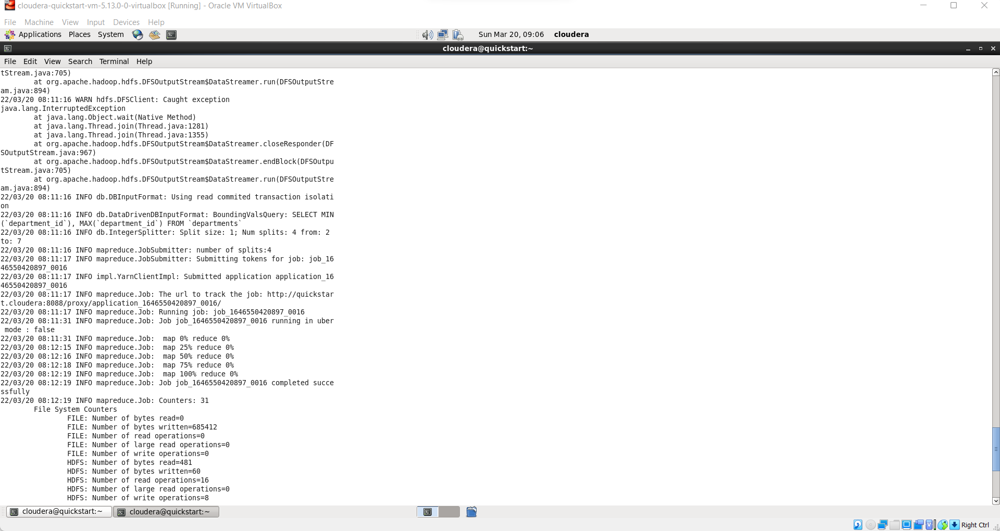 cloudera-quickstart-vm-5.13.0-0-virtualbox [Running] - Oracle VM VirtualBox
File Machine View Input Devices Help
Applications Places System Sun Mar 20, 09:06 cloudera
cloudera@quickstart:~
File Edit View Search Terminal Help
tStream.java:705)
        at org.apache.hadoop.hdfs.DFSOutputStream$DataStreamer.run(DFSOutputStre
am.java:894)
22/03/20 08:11:16 WARN hdfs.DFSClient: Caught exception
java.lang.InterruptedException
        at java.lang.Object.wait(Native Method)
        at java.lang.Thread.join(Thread.java:1281)
        at java.lang.Thread.join(Thread.java:1355)
        at org.apache.hadoop.hdfs.DFSOutputStream$DataStreamer.closeResponder(DF
SOutputStream.java:967)
        at org.apache.hadoop.hdfs.DFSOutputStream$DataStreamer.endBlock(DFSOutpu
tStream.java:705)
        at org.apache.hadoop.hdfs.DFSOutputStream$DataStreamer.run(DFSOutputStre
am.java:894)
22/03/20 08:11:16 INFO db.DBInputFormat: Using read commited transaction isolati
on
22/03/20 08:11:16 INFO db.DataDrivenDBInputFormat: BoundingValsQuery: SELECT MIN
(`department_id`), MAX(`department_id`) FROM `departments`
22/03/20 08:11:16 INFO db.IntegerSplitter: Split size: 1; Num splits: 4 from: 2
to: 7
22/03/20 08:11:16 INFO mapreduce.JobSubmitter: number of splits:4
22/03/20 08:11:17 INFO mapreduce.JobSubmitter: Submitting tokens for job: job_16
46550420897_0016
22/03/20 08:11:17 INFO impl.YarnClientImpl: Submitted application application_16
46550420897_0016
22/03/20 08:11:17 INFO mapreduce.Job: The url to track the job: http://quickstar
t.cloudera:8088/proxy/application_1646550420897_0016/
22/03/20 08:11:17 INFO mapreduce.Job: Running job: job_1646550420897_0016
22/03/20 08:11:31 INFO mapreduce.Job: Job job_1646550420897_0016 running in uber
 mode : false
22/03/20 08:11:31 INFO mapreduce.Job:  map 0% reduce 0%
22/03/20 08:12:15 INFO mapreduce.Job:  map 25% reduce 0%
22/03/20 08:12:16 INFO mapreduce.Job:  map 50% reduce 0%
22/03/20 08:12:18 INFO mapreduce.Job:  map 75% reduce 0%
22/03/20 08:12:19 INFO mapreduce.Job:  map 100% reduce 0%
22/03/20 08:12:19 INFO mapreduce.Job: Job job_1646550420897_0016 completed succe
ssfully
22/03/20 08:12:19 INFO mapreduce.Job: Counters: 31
        File System Counters
                FILE: Number of bytes read=0
                FILE: Number of bytes written=685412
                FILE: Number of read operations=0
                FILE: Number of large read operations=0
                FILE: Number of write operations=0
                HDFS: Number of bytes read=481
                HDFS: Number of bytes written=60
                HDFS: Number of read operations=16
                HDFS: Number of large read operations=0
                HDFS: Number of write operations=8
cloudera@quickstart:~ cloudera@quickstart:~
Right Ctrl